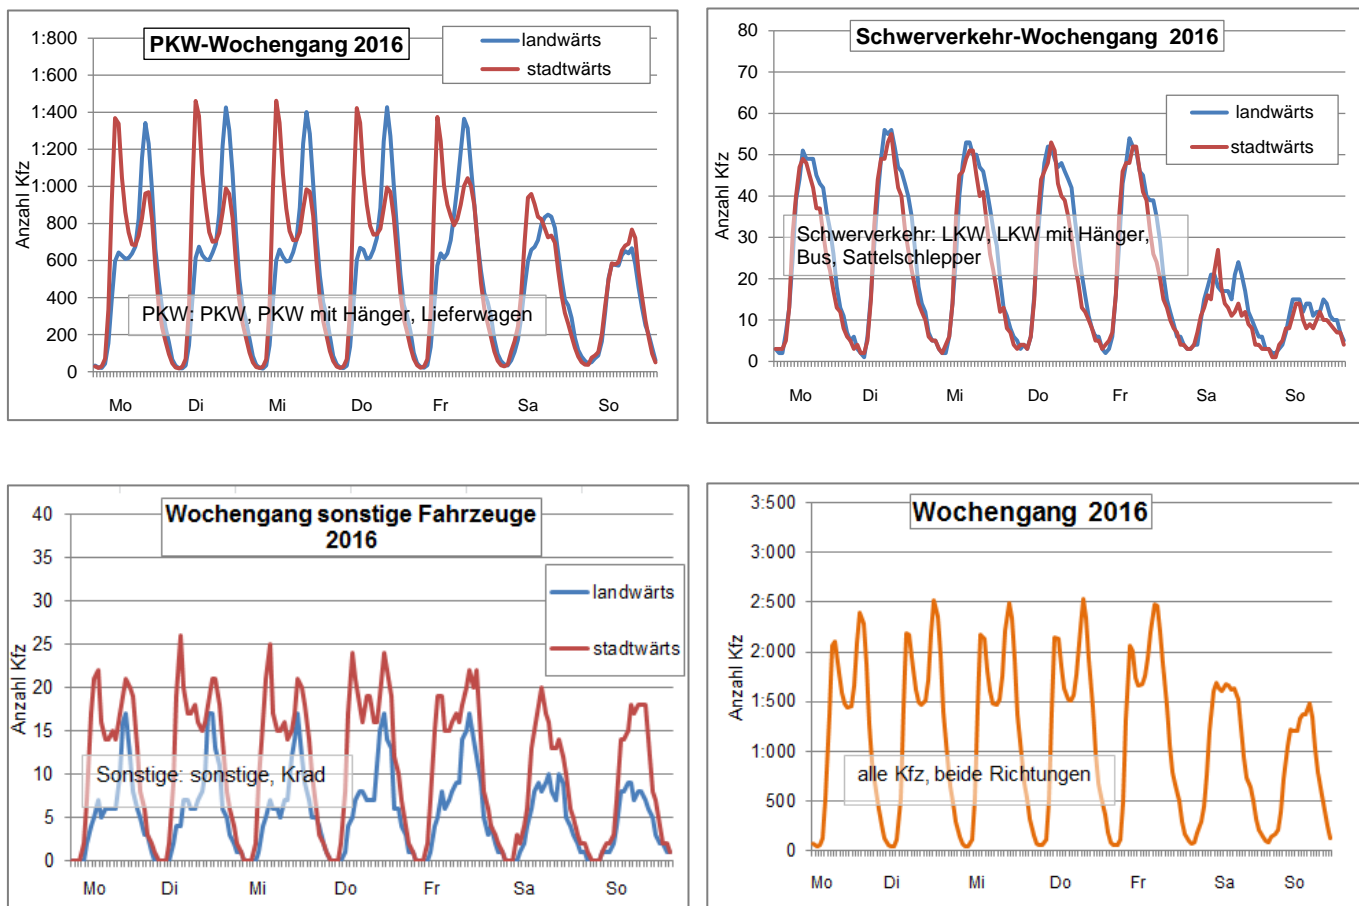 PKW-Wochengang 2016
landwärts
stadtwärts
1:800
1:600
1:400
1:200
1:000
800
600
400
200
0
Anzahl Kfz
PKW: PKW, PKW mit Hänger, Lieferwagen
Mo Di Mi Do Fr Sa So
Schwerverkehr-Wochengang 2016
landwärts
stadtwärts
80
70
60
50
40
30
20
10
0
Anzahl Kfz
Schwerverkehr: LKW, LKW mit Hänger,
Bus, Sattelschlepper
Mo Di Mi Do Fr Sa So
Wochengang sonstige Fahrzeuge
2016
landwärts
stadtwärts
40
35
30
25
20
15
10
5
0
Anzahl Kfz
Sonstige: sonstige, Krad
Mo Di Mi Do Fr Sa So
Wochengang 2016
3:500
3:000
2:500
2:000
1:500
1:000
500
0
Anzahl Kfz
alle Kfz, beide Richtungen
Mo Di Mi Do Fr Sa So